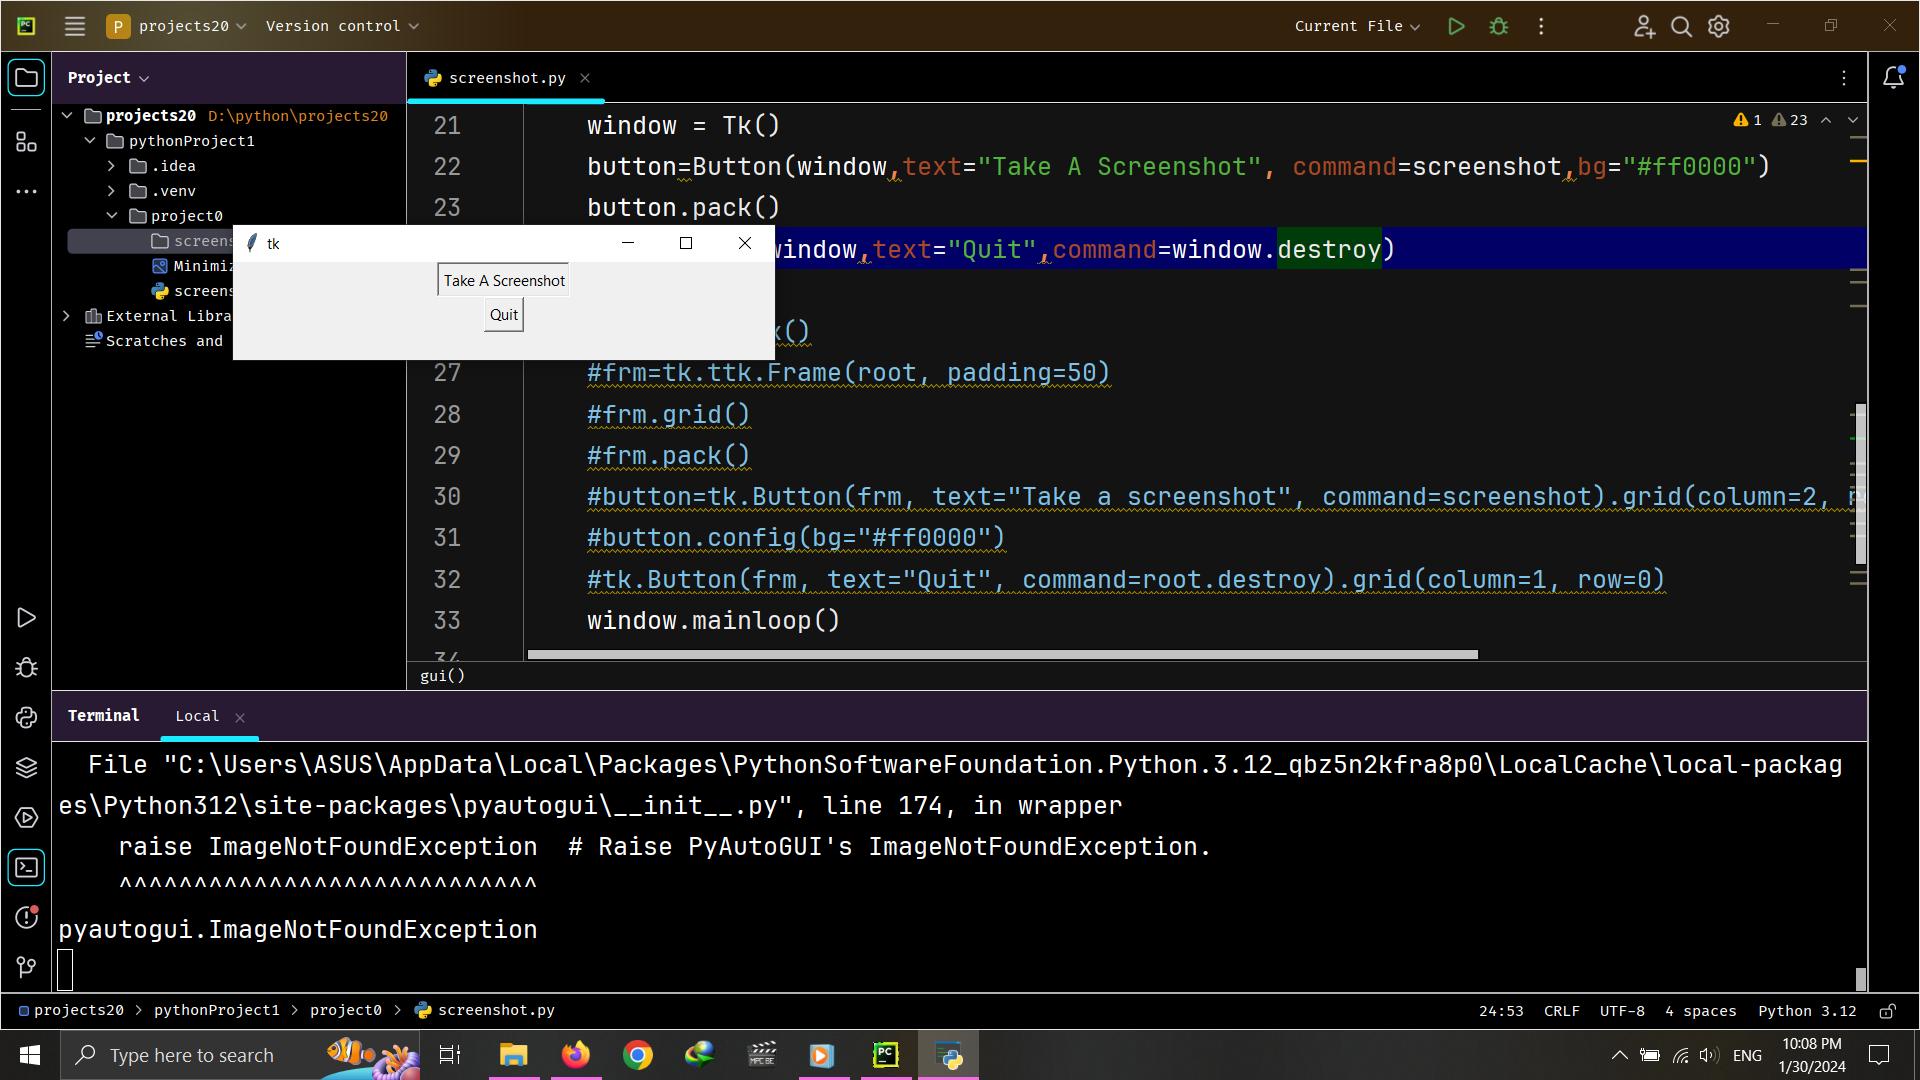 P projects20 Version control Current File
Project
screenshot.py
projects20 D:\python\projects20
pythonProject1
.idea
.venv
project0
screens
Minimiz
screens
External Libra
Scratches and
1 23
21 window = Tk()
22 button=Button(window,text="Take A Screenshot", command=screenshot,bg="#ff0000")
23 button.pack()
window,text="Quit",command=window.destroy)
()
27 #frm=tk.ttk.Frame(root, padding=50)
28 #frm.grid()
29 #frm.pack()
30 #button=tk.Button(frm, text="Take a screenshot", command=screenshot).grid(column=2, r
31 #button.config(bg="#ff0000")
32 #tk.Button(frm, text="Quit", command=root.destroy).grid(column=1, row=0)
33 window.mainloop()
34
gui()
tk
Take A Screenshot
Quit
Terminal Local
File "C:\Users\ASUS\AppData\Local\Packages\PythonSoftwareFoundation.Python.3.12_qbz5n2kfra8p0\LocalCache\local-packag
es\Python312\site-packages\pyautogui\__init__.py", line 174, in wrapper
raise ImageNotFoundException # Raise PyAutoGUI's ImageNotFoundException.
^^^^^^^^^^^^^^^^^^^^^^^^^^^^
pyautogui.ImageNotFoundException
projects20 > pythonProject1 > project0 > screenshot.py
24:53 CRLF UTF-8 4 spaces Python 3.12
Type here to search
ENG
10:08 PM
1/30/2024